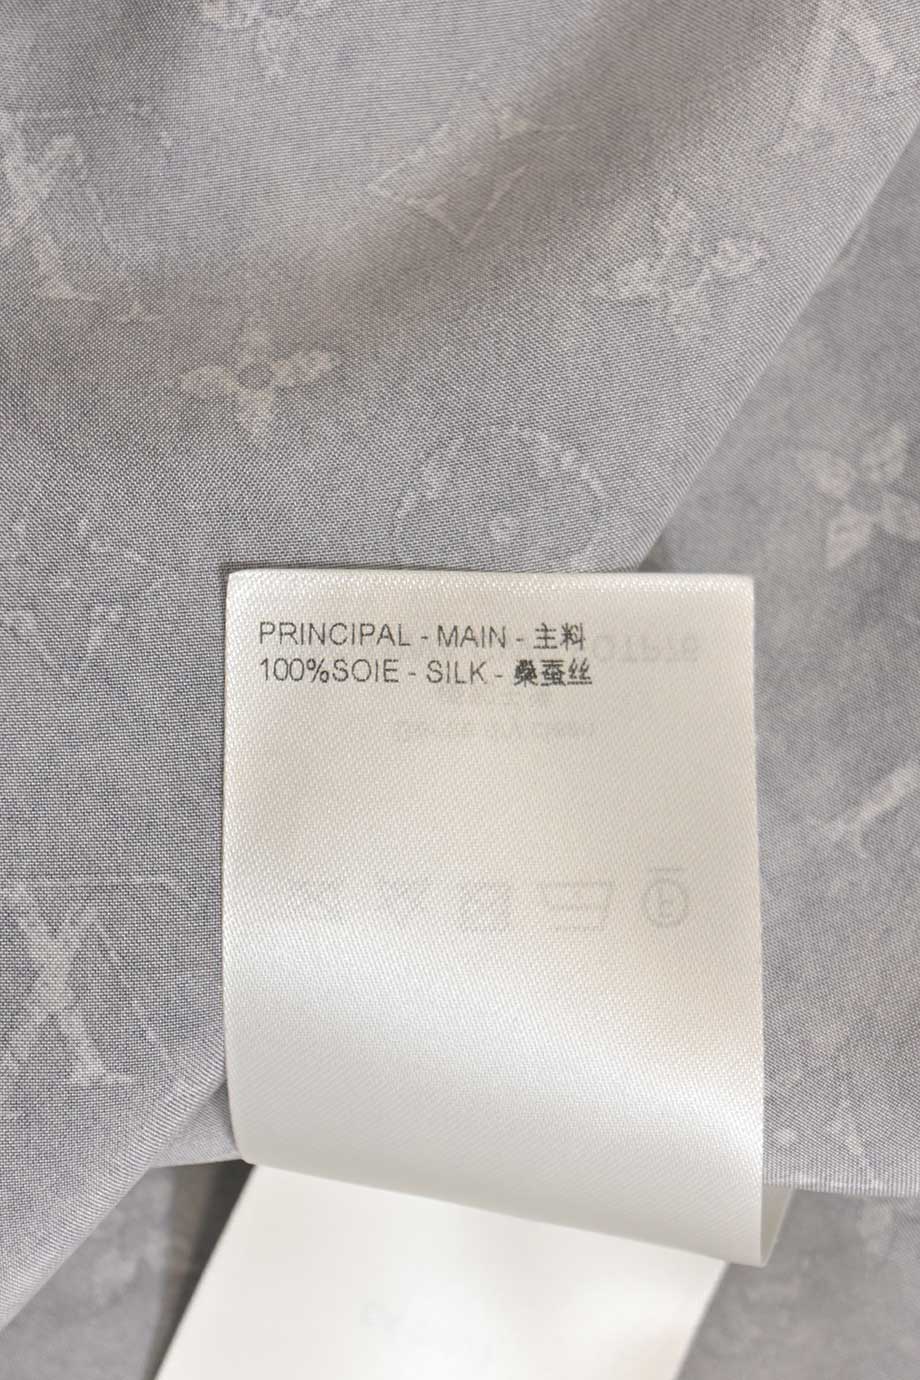 PRINCIPAL - MAIN - 主料
100%SOIE - SILK - 桑蚕丝